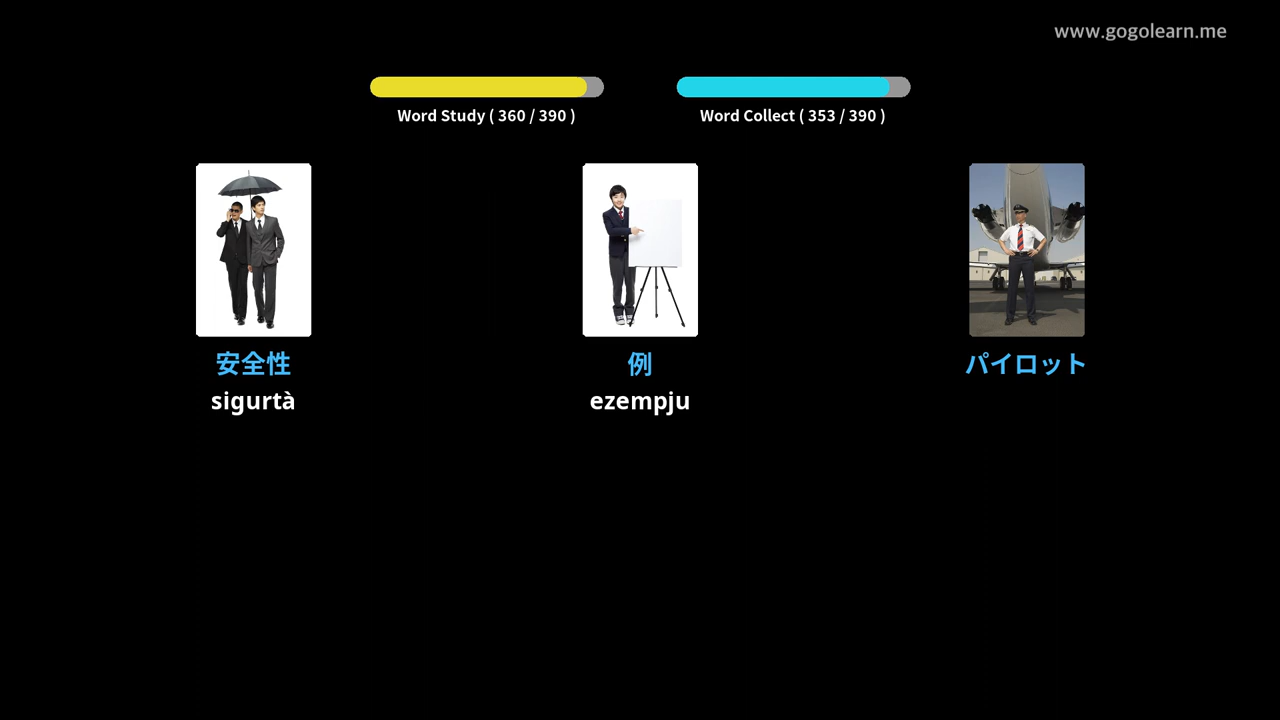 www.gogolearn.me
Word Study ( 360 / 390 )
Word Collect ( 353 / 390 )
安全性
sigurtà
例
ezempju
パイロット